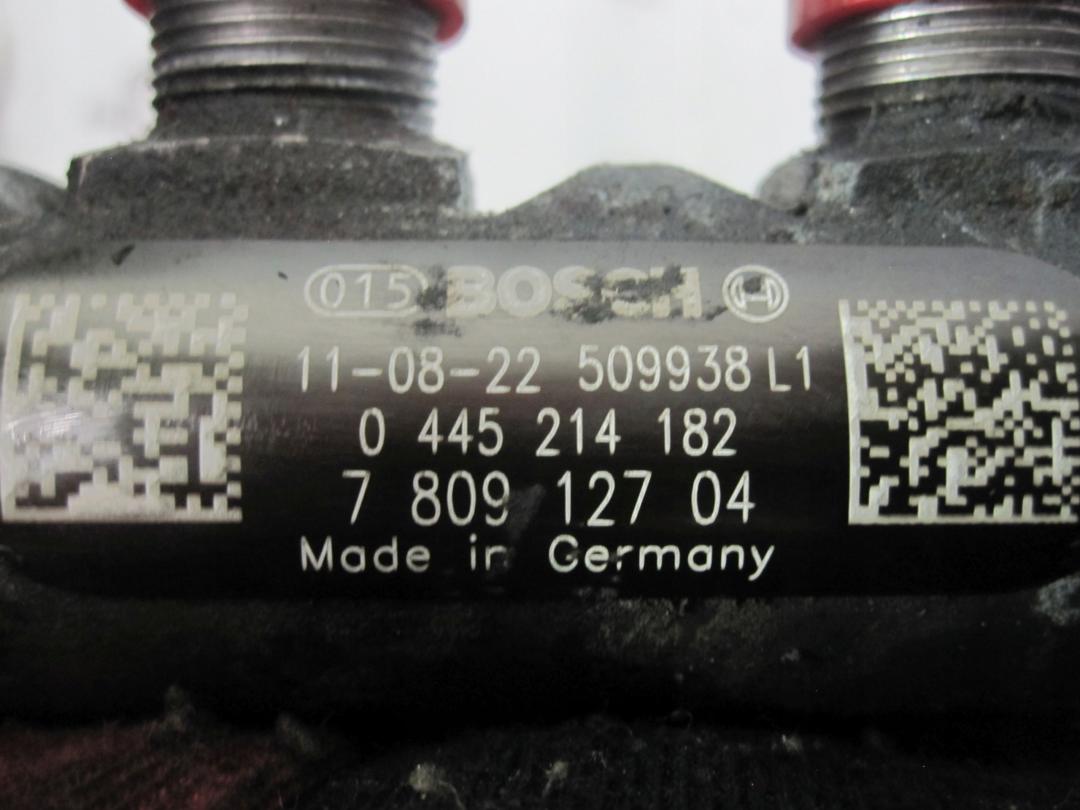 015 BOSCH
11-08-22 509938 L1
0 445 214 182
7 809 127 04
Made in Germany